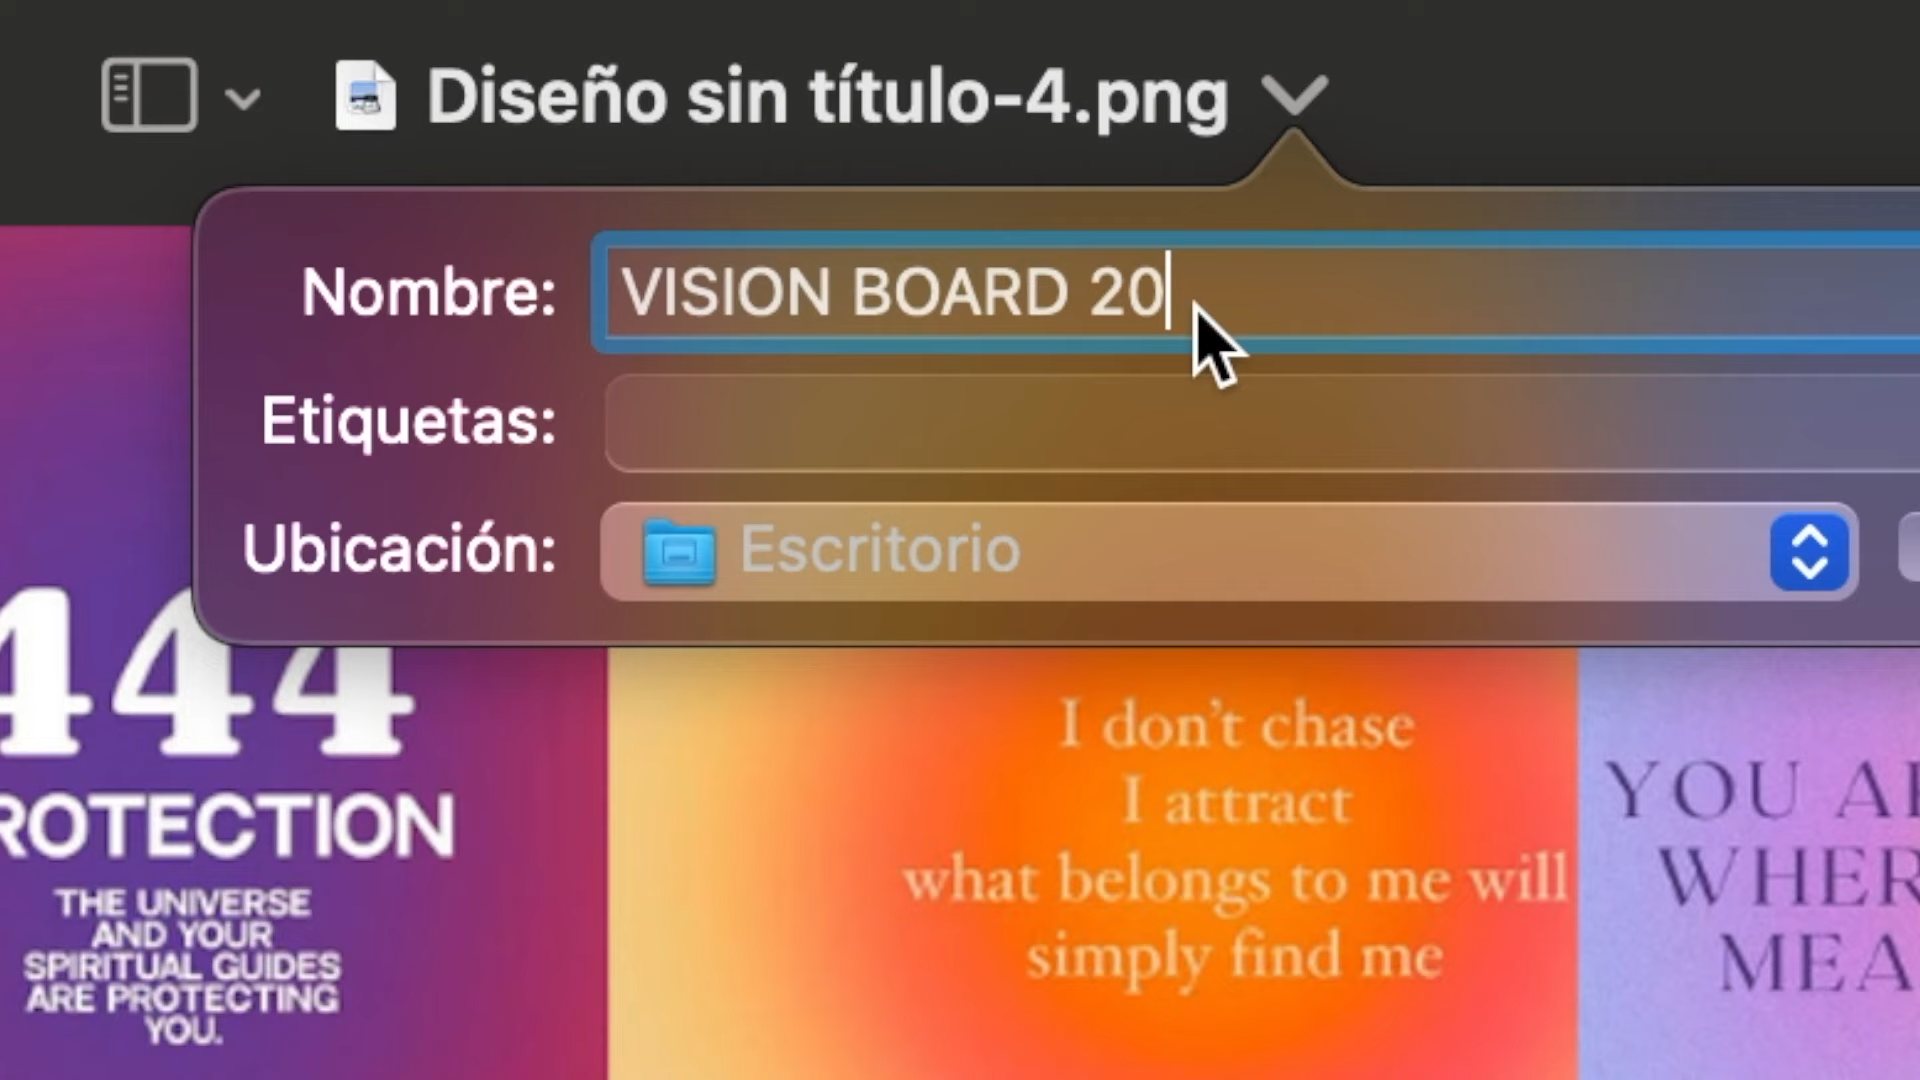 Diseño sin título-4.png
Nombre: VISION BOARD 20
Etiquetas:
Ubicación: Escritorio
444
ROTECTION
THE UNIVERSE
AND YOUR
SPIRITUAL GUIDES
ARE PROTECTING
YOU.
I don't chase
I attract
what belongs to me will
simply find me
YOU A
WHER
MEA